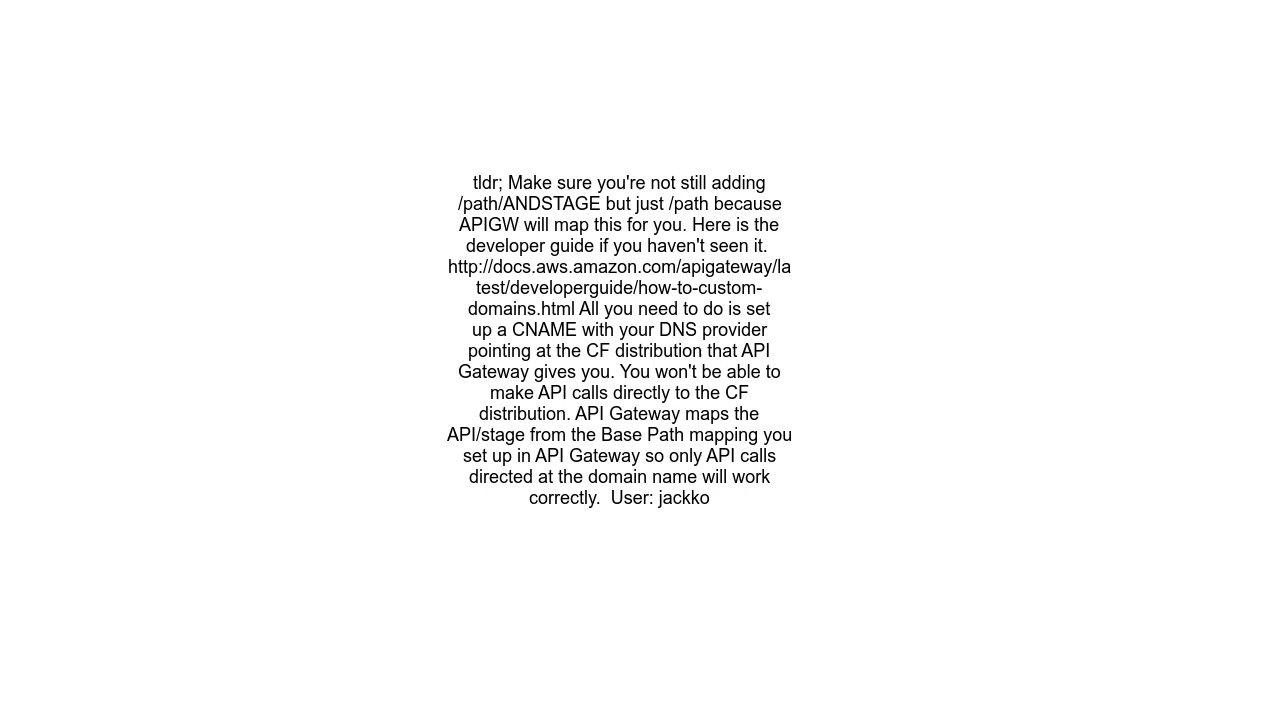 tldr; Make sure you're not still adding
/path/ANDSTAGE but just /path because
APIGW will map this for you. Here is the
developer guide if you haven't seen it.
http://docs.aws.amazon.com/apigateway/la
test/developerguide/how-to-custom-
domains.html All you need to do is set
up a CNAME with your DNS provider
pointing at the CF distribution that API
Gateway gives you. You won't be able to
make API calls directly to the CF
distribution. API Gateway maps the
API/stage from the Base Path mapping you
set up in API Gateway so only API calls
directed at the domain name will work
correctly.  User: jackko